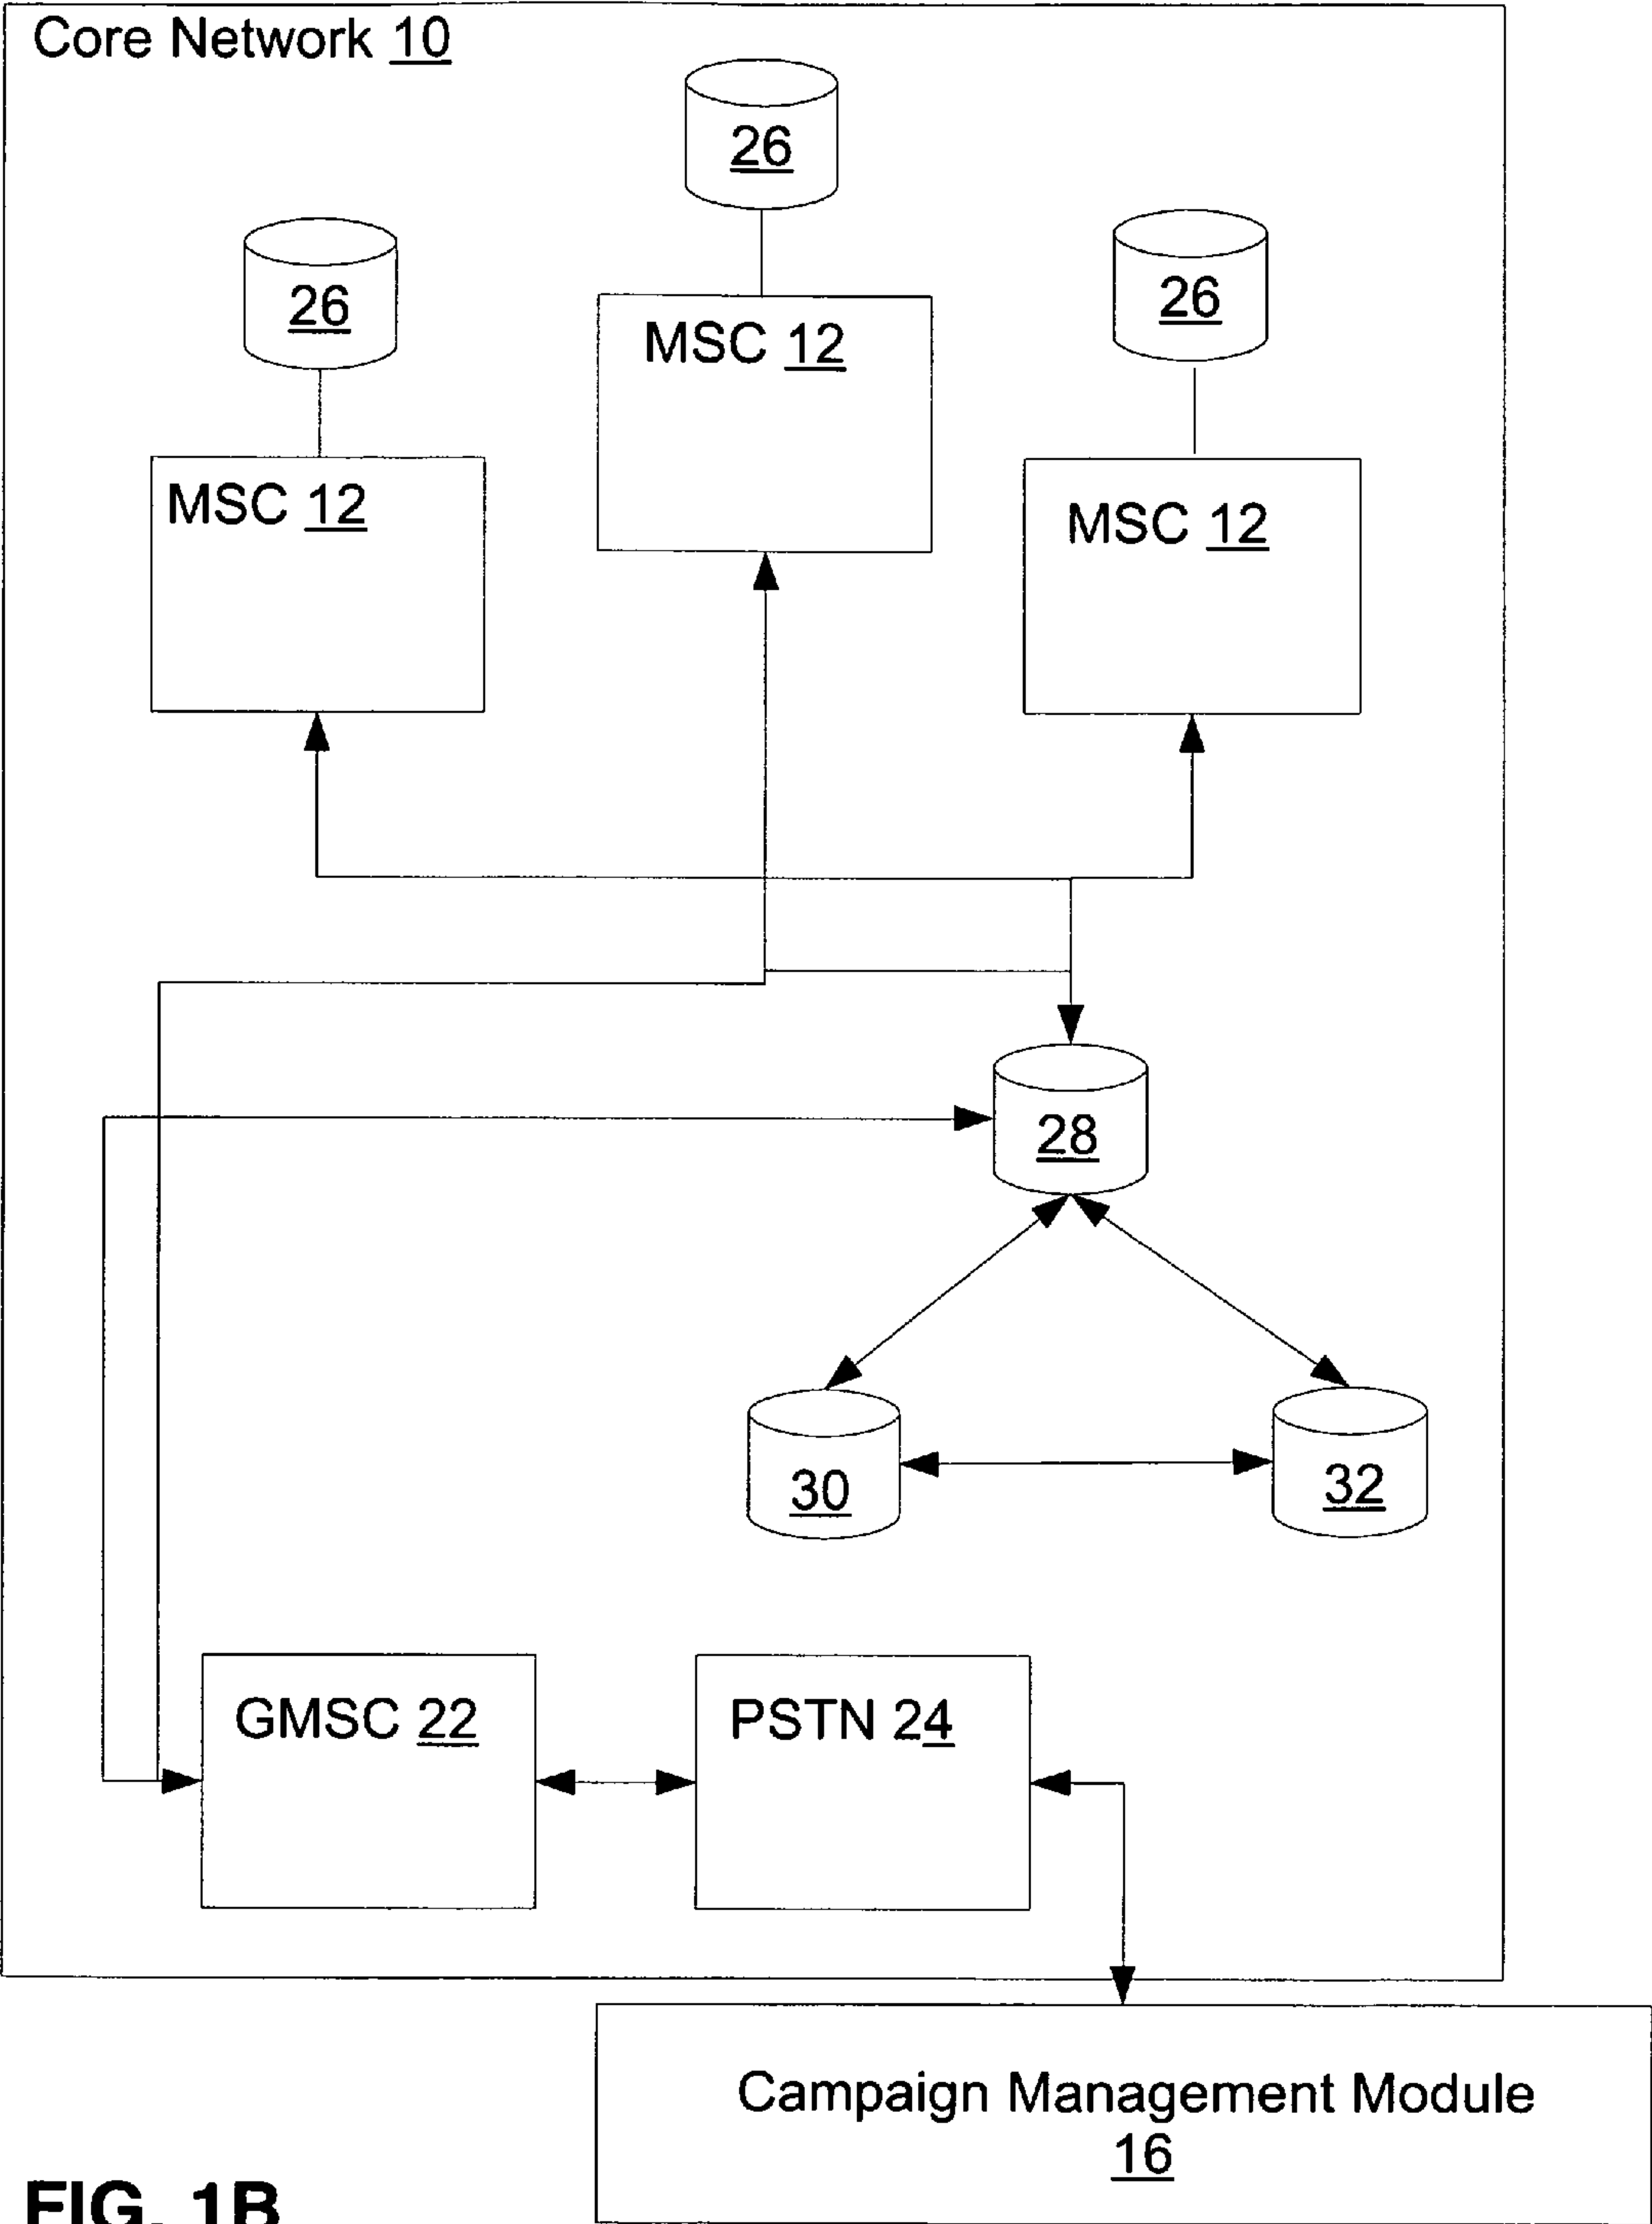 Core Network 10
26
26
26
MSC 12
MSC 12
MSC 12
28
30
32
GMSC 22
PSTN 24
Campaign Management Module
16
FIG. 1B